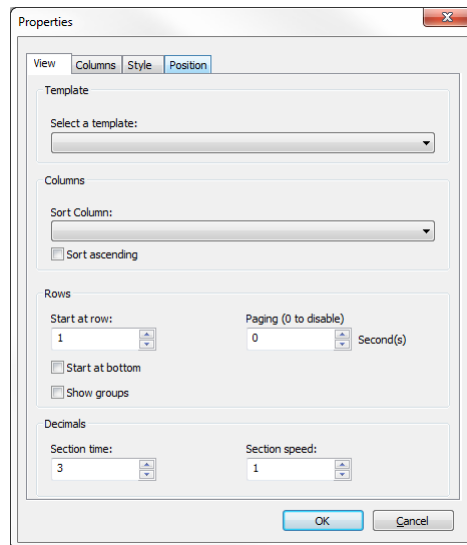 Properties
View Columns Style Position
Template
Select a template:
Columns
Sort Column:
Sort ascending
Rows
Start at row: Paging (0 to disable)
1 0 Second(s)
Start at bottom
Show groups
Decimals
Section time: Section speed:
3 1
OK Cancel